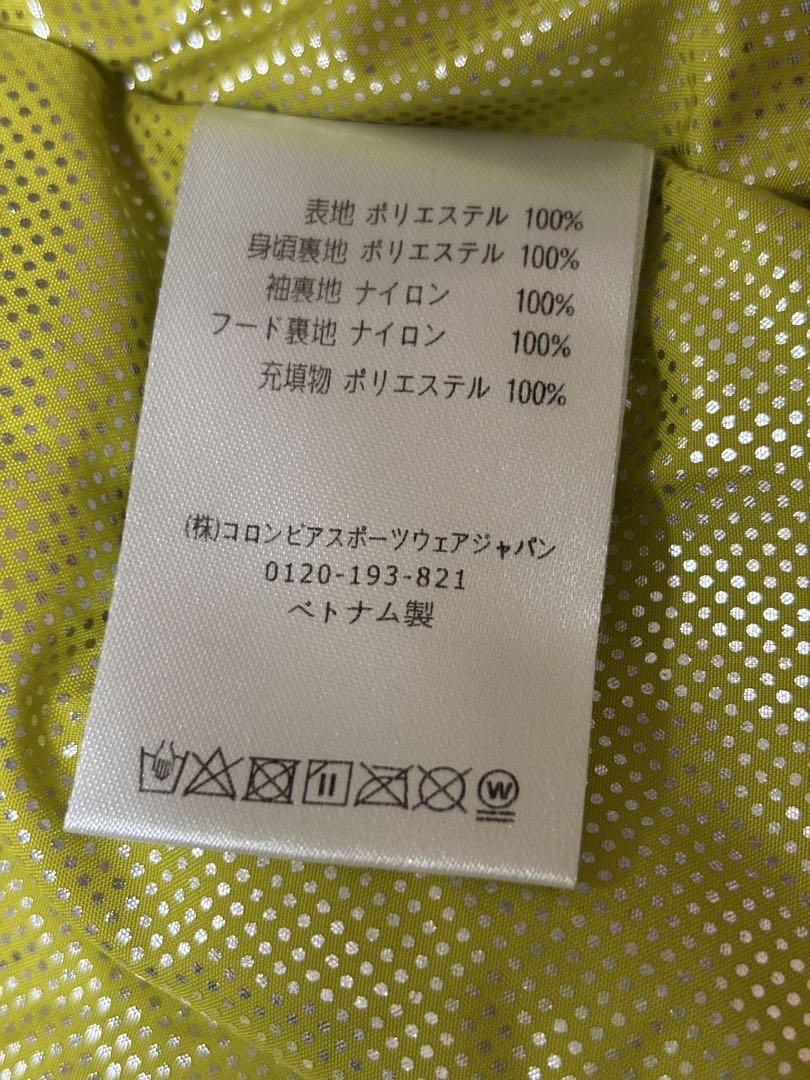 表地 ポリエステル 100%
身頃裏地 ポリエステル 100%
袖裏地 ナイロン 100%
フード裏地 ナイロン 100%
充填物 ポリエステル 100%
(株)コロンビアスポーツウェアジャパン
0120-193-821
ベトナム製
W